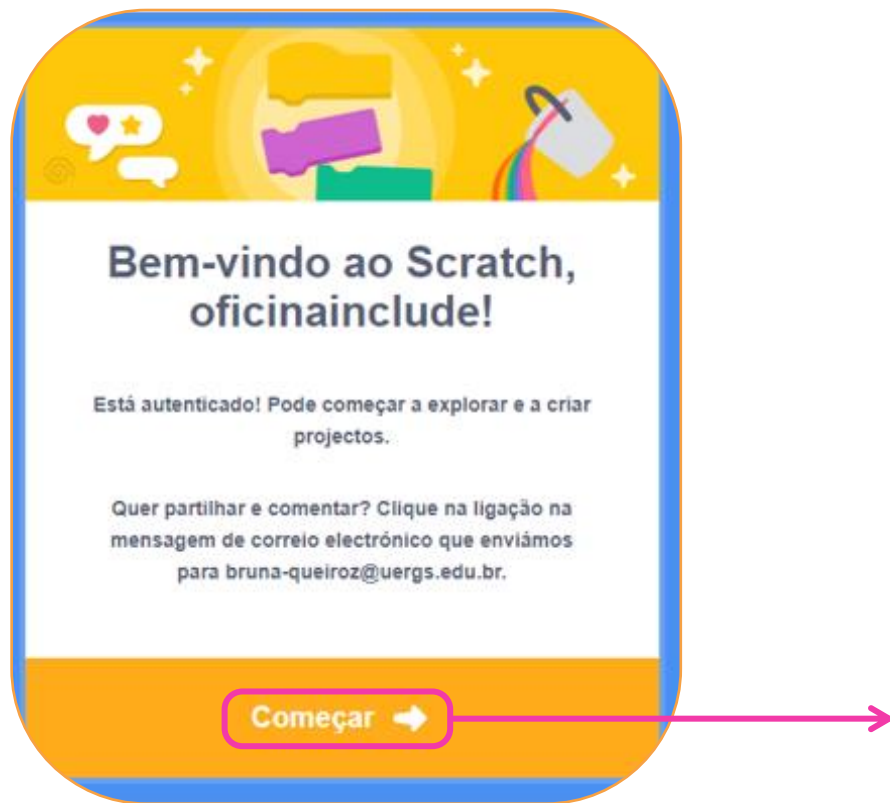 Bem-vindo ao Scratch,
oficinainclude!
Está autenticado! Pode começar a explorar e a criar
projectos.
Quer partilhar e comentar? Clique na ligação na
mensagem de correio electrónico que enviámos
para bruna-queiroz@uergs.edu.br.
Começar